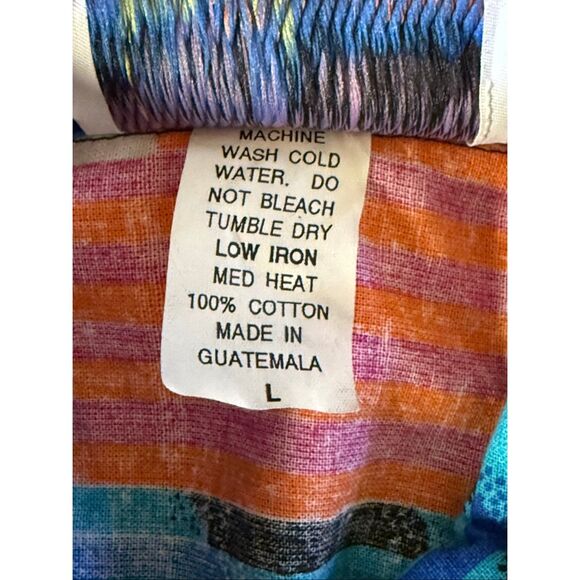 MACHINE
WASH COLD
WATER. DO
NOT BLEACH
TUMBLE DRY
LOW IRON
MED HEAT
100% COTTON
MADE IN
GUATEMALA
L